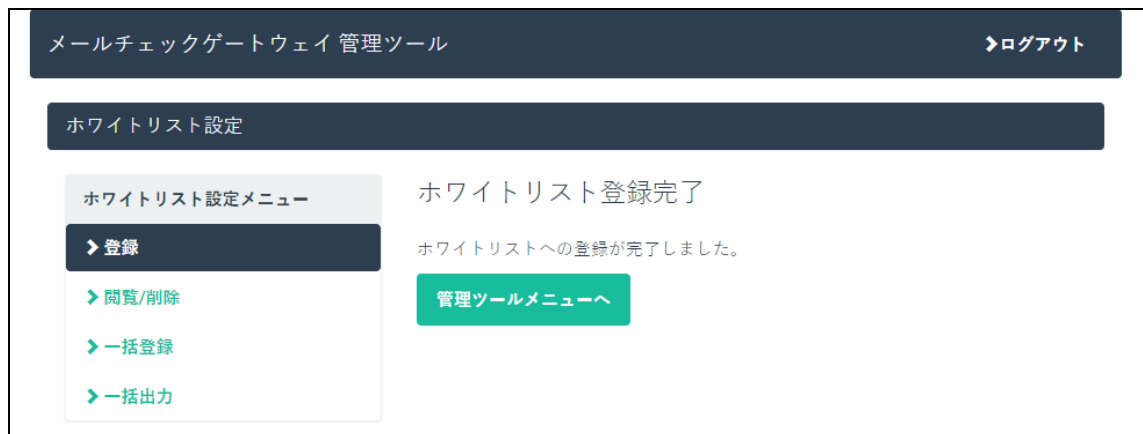 メールチェックゲートウェイ 管理ツール
ログアウト
ホワイトリスト設定
ホワイトリスト設定メニュー
登録
閲覧/削除
一括登録
一括出力
ホワイトリスト登録完了
ホワイトリストへの登録が完了しました。
管理ツールメニューへ